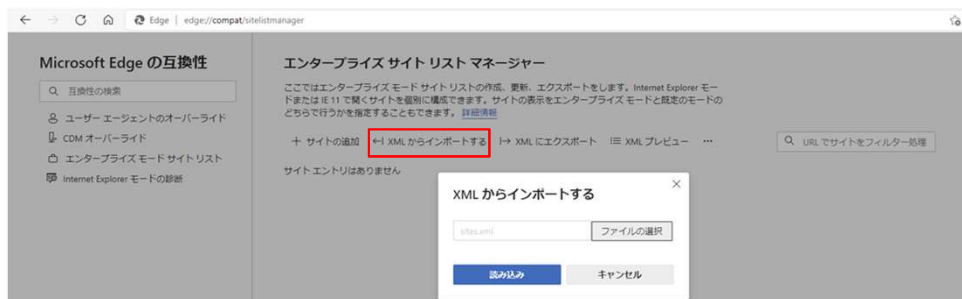 Edge | edge://compat/sitelistmanager
Microsoft Edge の互換性
互換性の検索
ユーザー エージェントのオーバーライド
CDM オーバーライド
エンタープライズ モード サイト リスト
Internet Explorer モードの診断
エンタープライズ サイト リスト マネージャー
ここではエンタープライズ モード サイト リストの作成、更新、エクスポートをします。Internet Explorer モー
ドまたは IE 11 で開くサイトを個別に構成できます。サイトの表示をエンタープライズ モードと既定のモードの
どちらで行うかを指定することもできます。 詳細情報
サイトの追加 XML からインポートする XML にエクスポート XML プレビュー ... URL でサイトをフィルター処理
サイト エントリはありません
XML からインポートする
sites.xml ファイルの選択
読み込み キャンセル